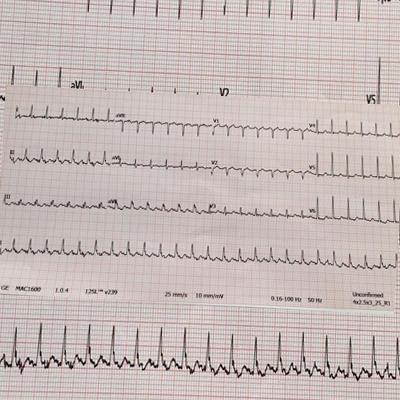 aVL V2 V5
I aVR V1 V4
II aVL V2 V5
III aVF V3 V6
GE MAC1600 1.0.4 12SL™ v239 25 mm/s 10 mm/mV 0.16-100 Hz 50 Hz Unconfirmed
4x2.5x3_25_R1